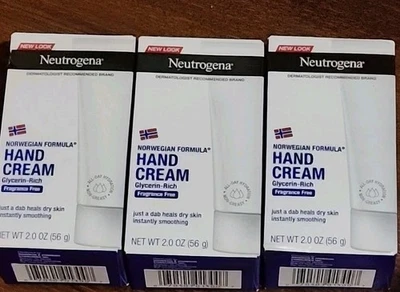 NEW LOOK
Neutrogena®
DERMATOLOGIST RECOMMENDED BRAND
NORWEGIAN FORMULA®
HAND
CREAM
Glycerin-Rich
Fragrance Free
just a dab heals dry skin
instantly smoothing
NET WT 2.0 OZ (56 g)
NEW LOOK
Neutrogena®
DERMATOLOGIST RECOMMENDED BRAND
NORWEGIAN FORMULA®
HAND
CREAM
Glycerin-Rich
Fragrance Free
just a dab heals dry skin
instantly smoothing
NET WT 2.0 OZ (56 g)
NEW LOOK
Neutrogena®
DERMATOLOGIST RECOMMENDED BRAND
NORWEGIAN FORMULA®
HAND
CREAM
Glycerin-Rich
Fragrance Free
just a dab heals dry skin
instantly smoothing
NET WT 2.0 OZ (56 g)